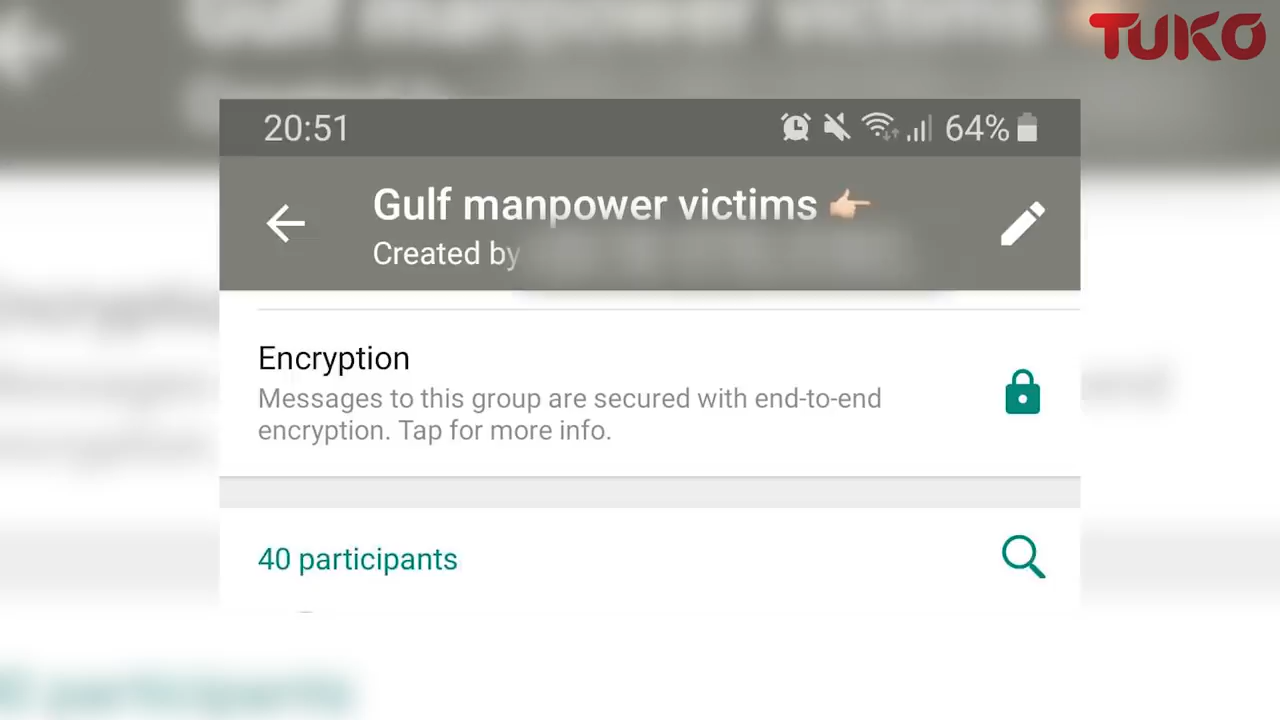 TUKO
20:51
64%
Gulf manpower victims 👉
Created by
Encryption
Messages to this group are secured with end-to-end
encryption. Tap for more info.
40 participants